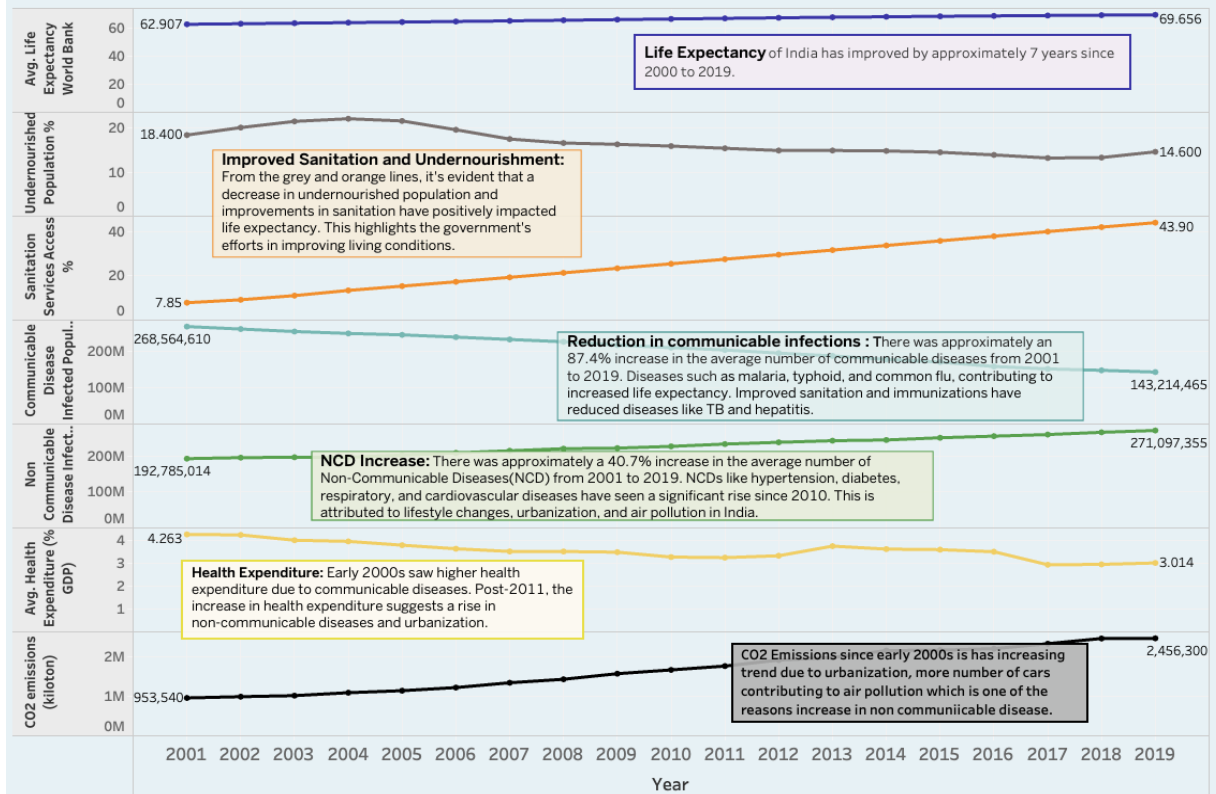 Avg. Life
Expectancy
World Bank
60
40
20
0
62.907
69.656
Life Expectancy of India has improved by approximately 7 years since
2000 to 2019.
Undernourished
Population %
20
10
0
18.400
14.600
Improved Sanitation and Undernourishment:
From the grey and orange lines, it's evident that a
decrease in undernourished population and
improvements in sanitation have positively impacted
life expectancy. This highlights the government's
efforts in improving living conditions.
Sanitation
Services Access
%
40
20
0
7.85
43.90
Communicable
Disease
Infected Popul..
200M
100M
0M
268,564,610
143,214,465
Reduction in communicable infections : There was approximately an
87.4% increase in the average number of communicable diseases from 2001
to 2019. Diseases such as malaria, typhoid, and common flu, contributing to
increased life expectancy. Improved sanitation and immunizations have
reduced diseases like TB and hepatitis.
Non
Communicable
Disease Infect..
200M
100M
0M
192,785,014
271,097,355
NCD Increase: There was approximately a 40.7% increase in the average number of
Non-Communicable Diseases(NCD) from 2001 to 2019. NCDs like hypertension, diabetes,
respiratory, and cardiovascular diseases have seen a significant rise since 2010. This is
attributed to lifestyle changes, urbanization, and air pollution in India.
Avg. Health
Expenditure (%
GDP)
4
3
2
1
4.263
3.014
Health Expenditure: Early 2000s saw higher health
expenditure due to communicable diseases. Post-2011, the
increase in health expenditure suggests a rise in
non-communicable diseases and urbanization.
CO2 emissions
(kiloton)
2M
1M
0M
953,540
2,456,300
CO2 Emissions since early 2000s is has increasing
trend due to urbanization, more number of cars
contributing to air pollution which is one of the
reasons increase in non communiicable disease.
2001 2002 2003 2004 2005 2006 2007 2008 2009 2010 2011 2012 2013 2014 2015 2016 2017 2018 2019
Year